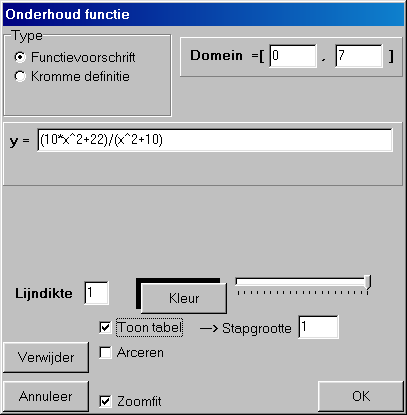 Onderhoud functie
Type
Functievoorschrift
Kromme definitie
Domein =[ 0 , 7 ]
y = (10*x^2+22)/(x^2+10)
Lijndikte 1 Kleur
Toon tabel —> Stapgrootte 1
Verwijder Arceren
Annuleer Zoomfit OK